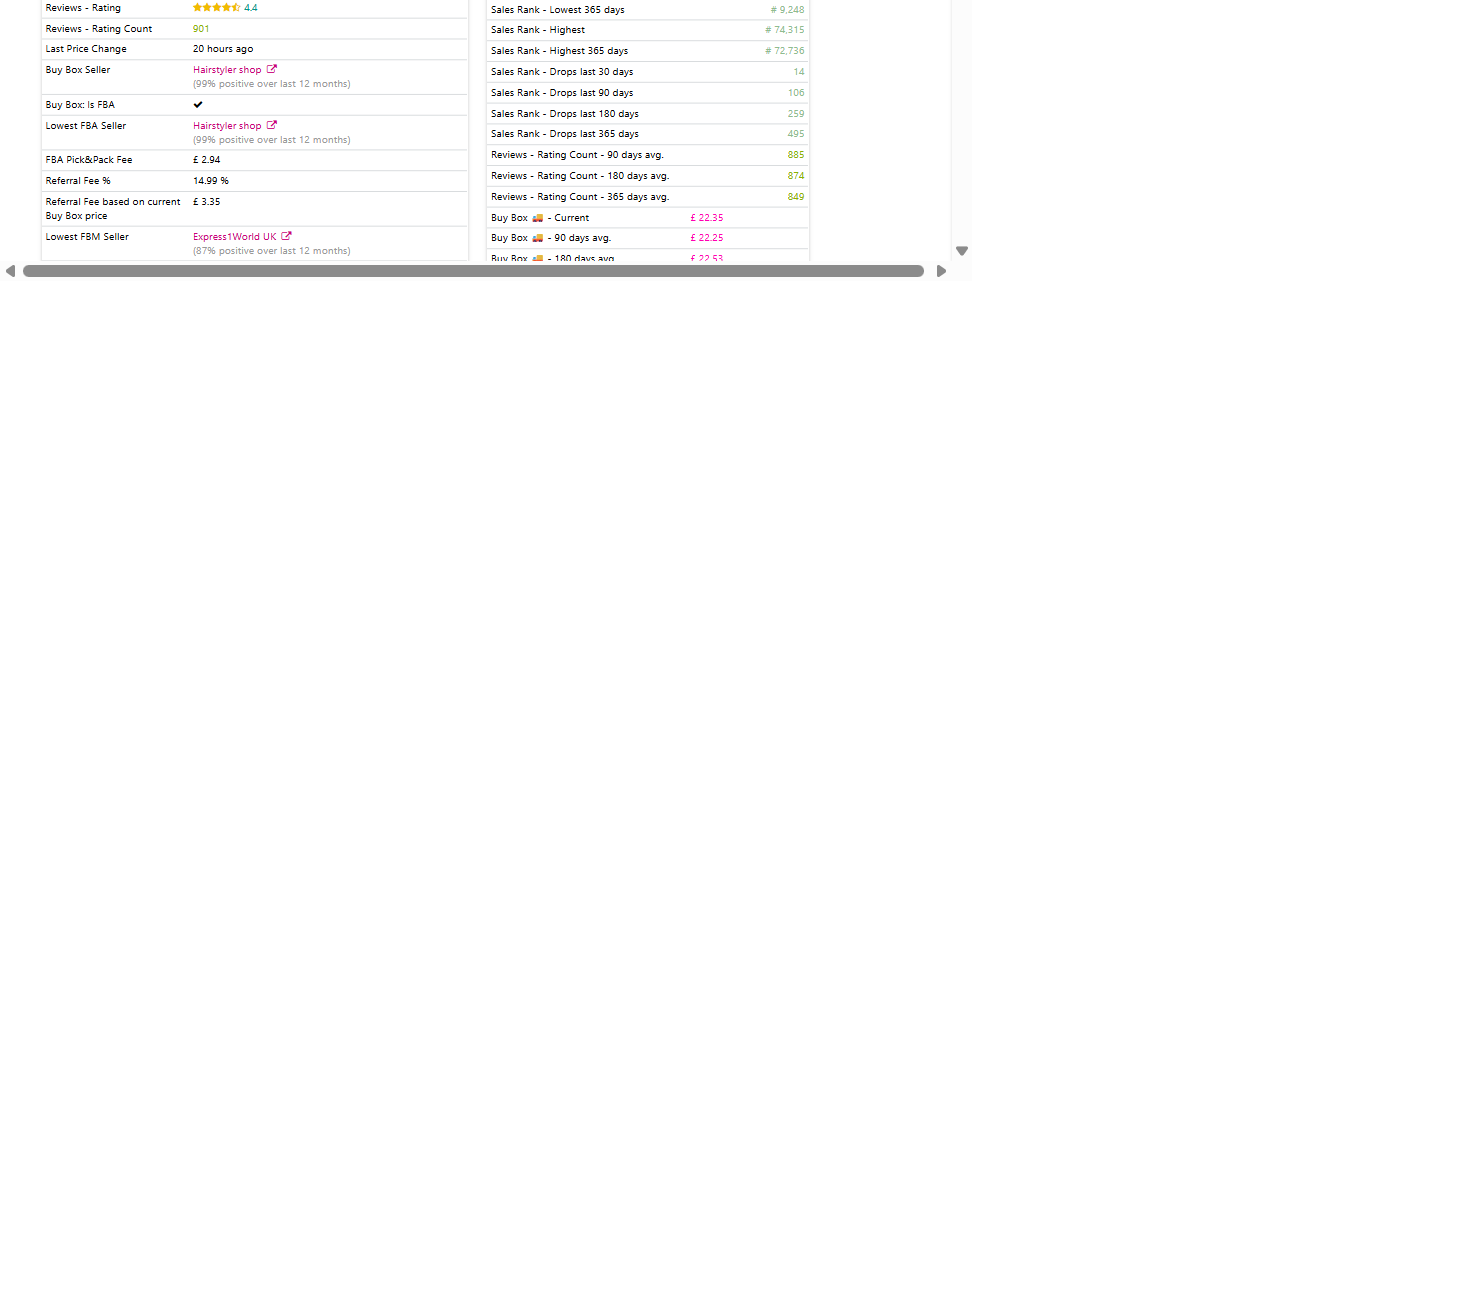 Reviews - Rating 4.4
Reviews - Rating Count 901
Last Price Change 20 hours ago
Buy Box Seller Hairstyler shop
(99% positive over last 12 months)
Buy Box: Is FBA ✔
Lowest FBA Seller Hairstyler shop
(99% positive over last 12 months)
FBA Pick&Pack Fee £ 2.94
Referral Fee % 14.99 %
Referral Fee based on current £ 3.35
Buy Box price
Lowest FBM Seller Express1World UK
(87% positive over last 12 months)
Sales Rank - Lowest 365 days # 9,248
Sales Rank - Highest # 74,315
Sales Rank - Highest 365 days # 72,736
Sales Rank - Drops last 30 days 14
Sales Rank - Drops last 90 days 106
Sales Rank - Drops last 180 days 259
Sales Rank - Drops last 365 days 495
Reviews - Rating Count - 90 days avg. 885
Reviews - Rating Count - 180 days avg. 874
Reviews - Rating Count - 365 days avg. 849
Buy Box 🚚 - Current £ 22.35
Buy Box 🚚 - 90 days avg. £ 22.25
Buy Box 🚚 - 180 days avg. £ 22.53